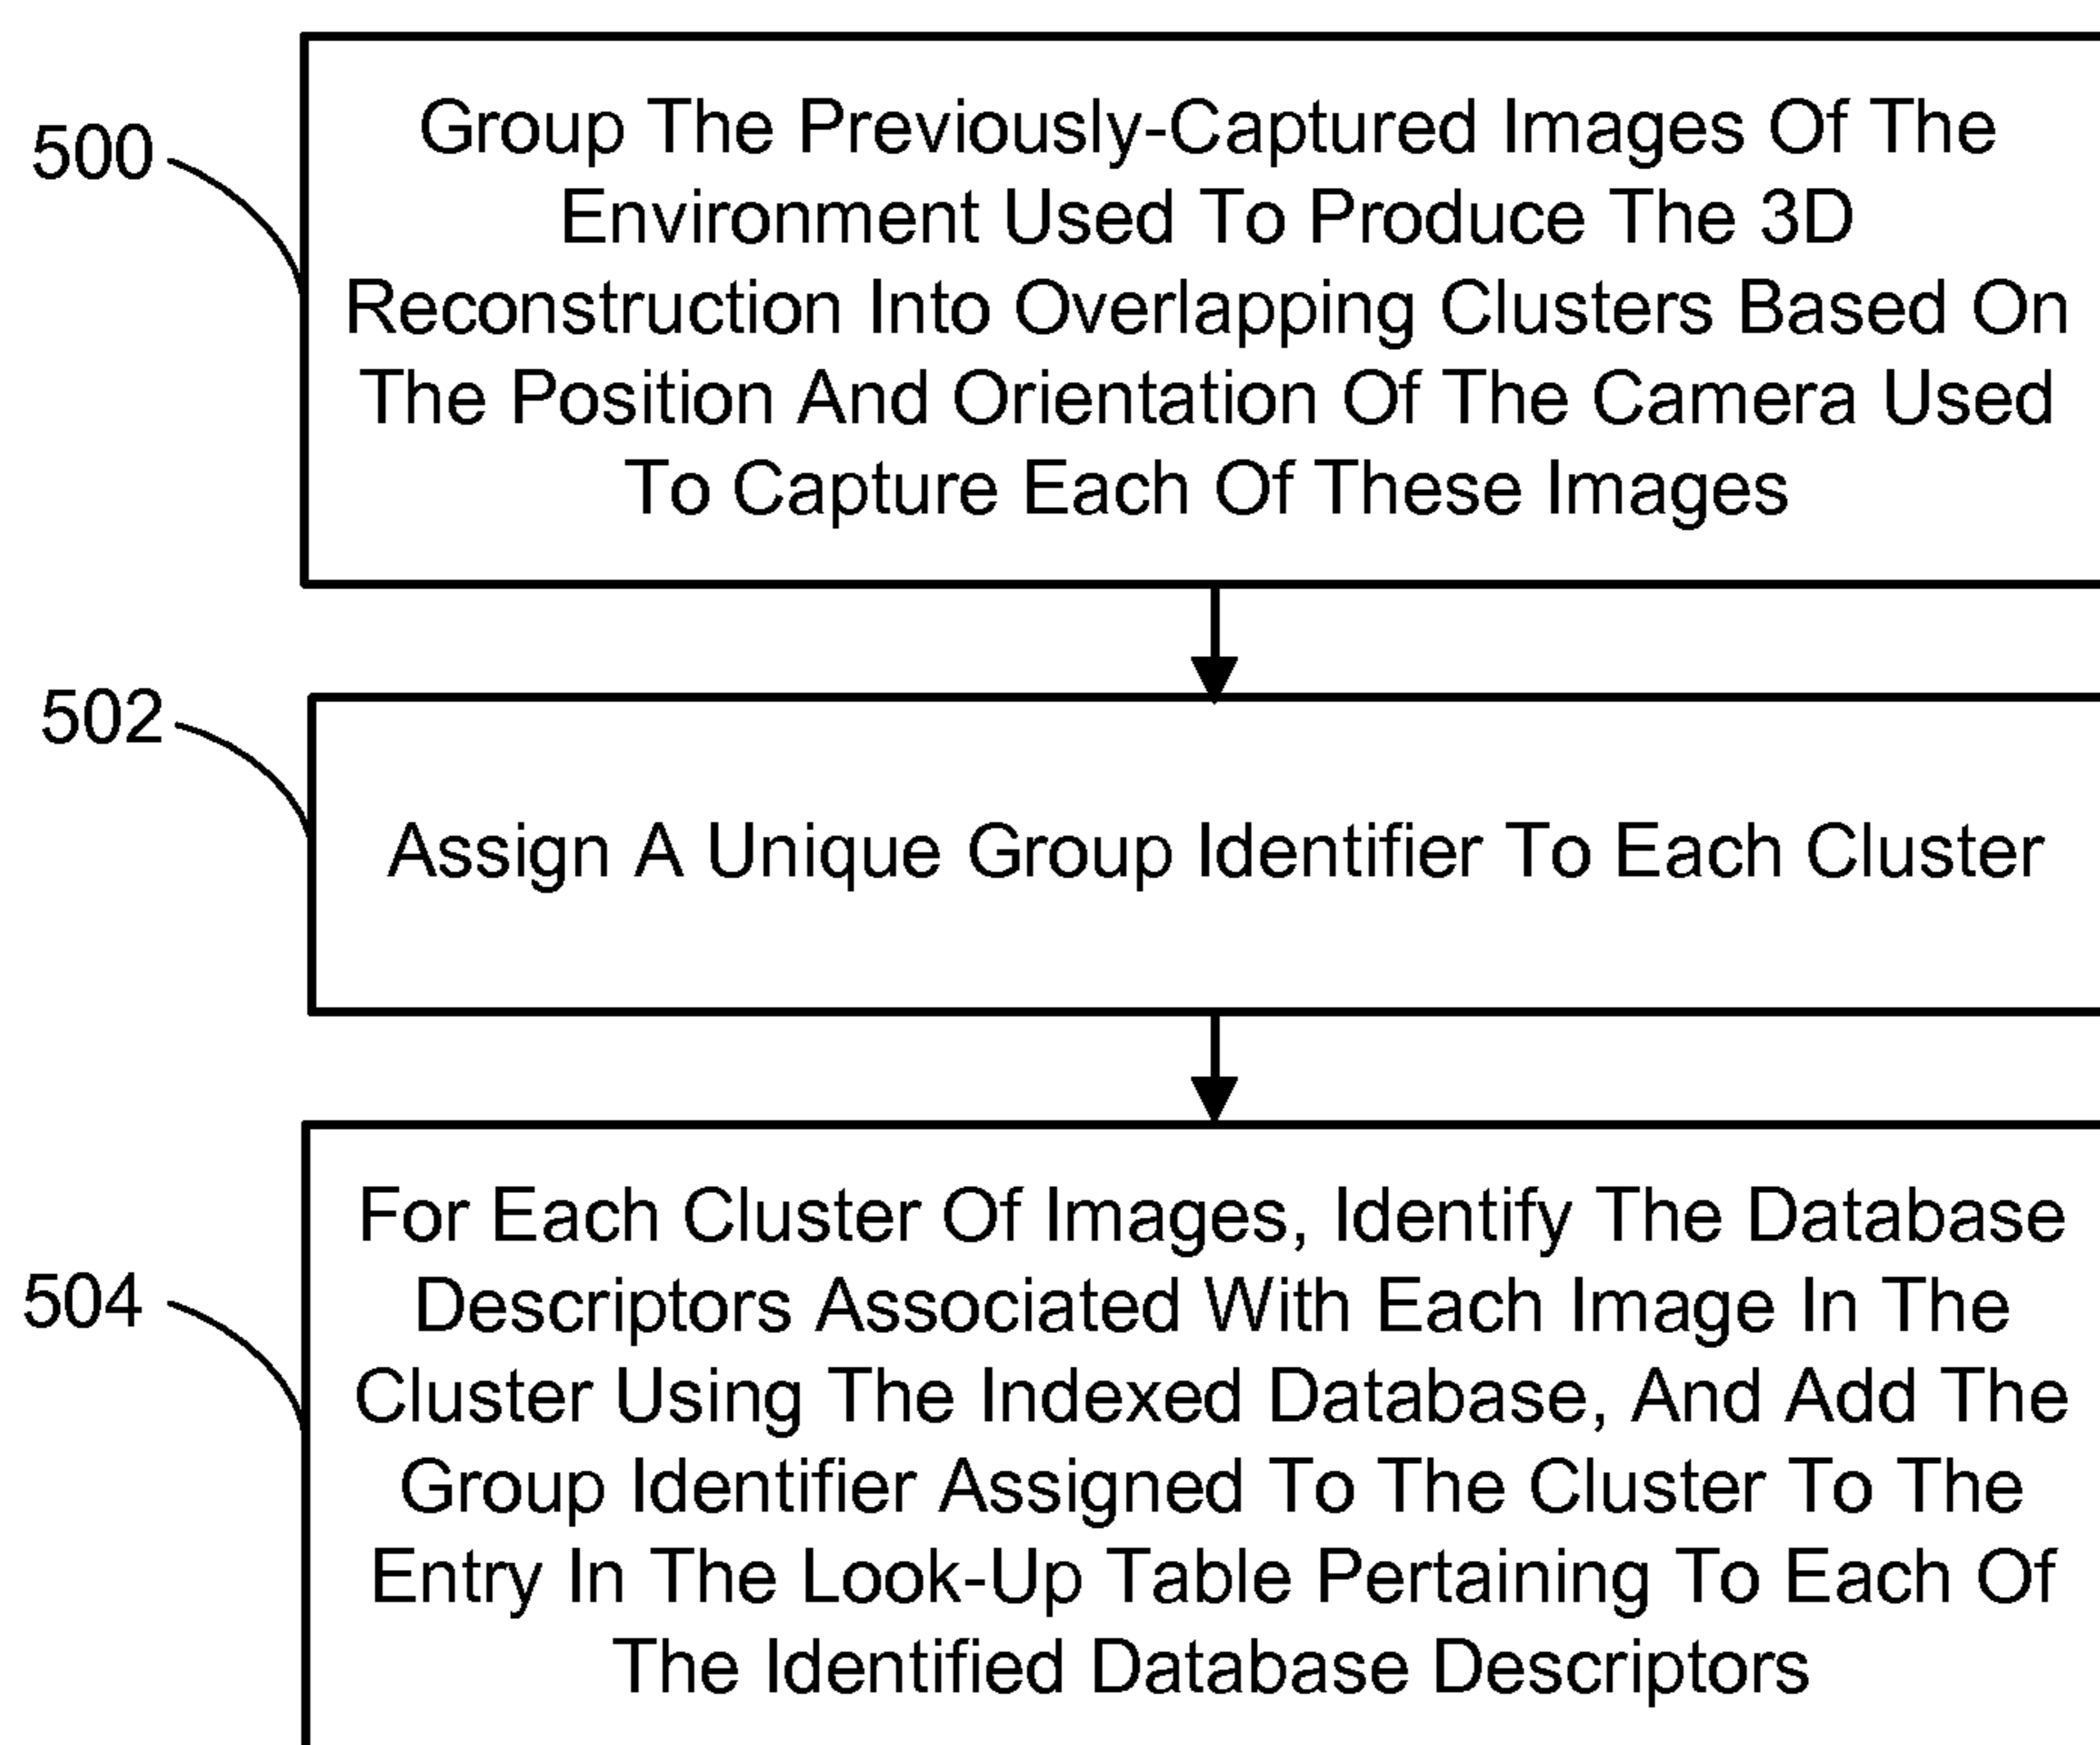 500
Group The Previously-Captured Images Of The
Environment Used To Produce The 3D
Reconstruction Into Overlapping Clusters Based On
The Position And Orientation Of The Camera Used
To Capture Each Of These Images
502
Assign A Unique Group Identifier To Each Cluster
504
For Each Cluster Of Images, Identify The Database
Descriptors Associated With Each Image In The
Cluster Using The Indexed Database, And Add The
Group Identifier Assigned To The Cluster To The
Entry In The Look-Up Table Pertaining To Each Of
The Identified Database Descriptors